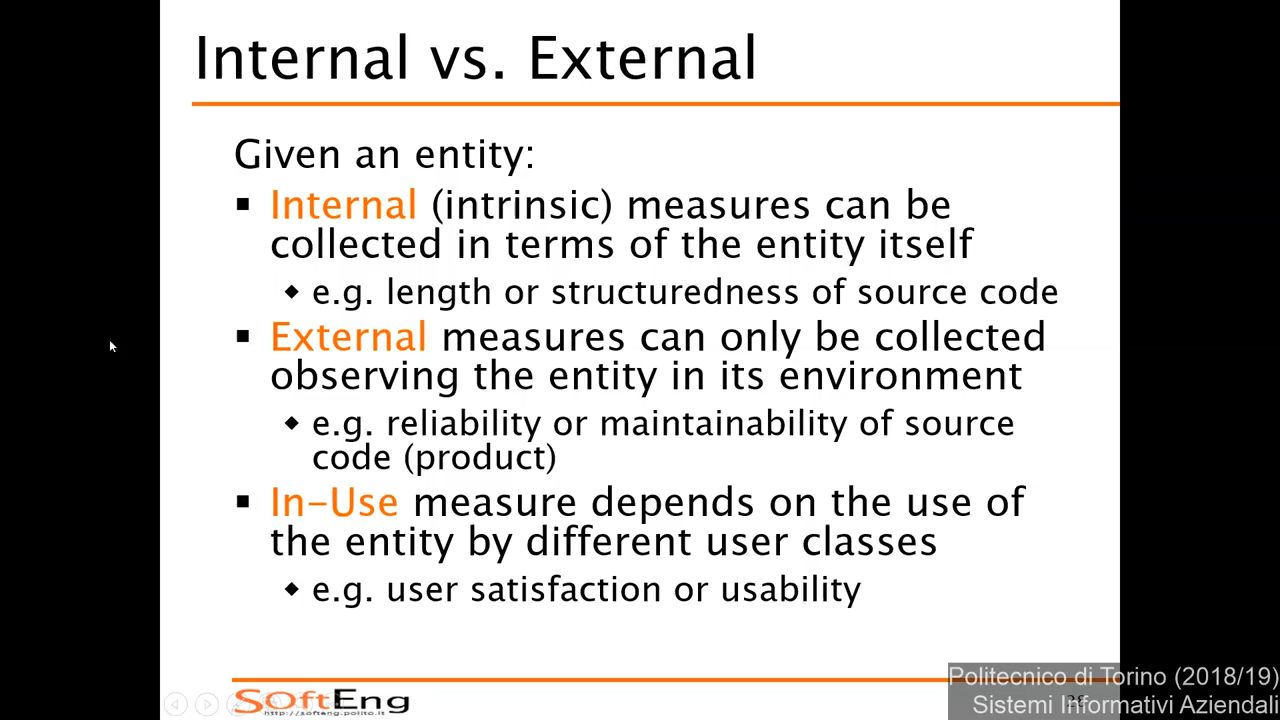 Internal vs. External
Given an entity:
▪ Internal (intrinsic) measures can be
collected in terms of the entity itself
◆ e.g. length or structuredness of source code
▪ External measures can only be collected
observing the entity in its environment
◆ e.g. reliability or maintainability of source
code (product)
▪ In-Use measure depends on the use of
the entity by different user classes
◆ e.g. user satisfaction or usability
SoftEng
http://softeng.polito.it
Politecnico di Torino (2018/19)
Sistemi Informativi Aziendali